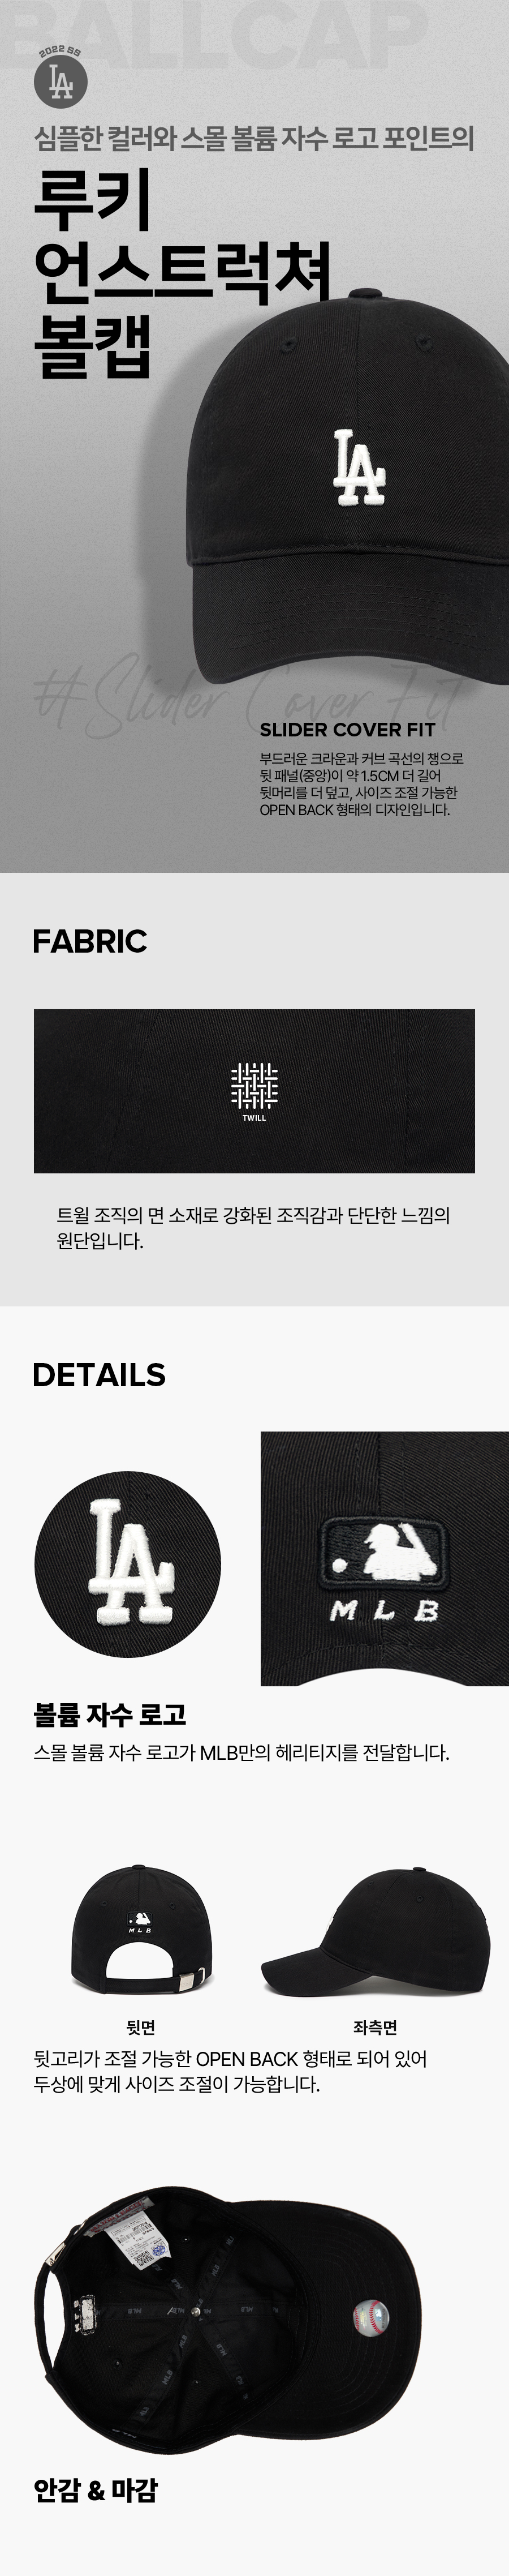 BALLCAP
2022 SS
LA
심플한 컬러와 스몰 볼륨 자수 로고 포인트의
루키
언스트럭쳐
볼캡
LA
#Slider Cover Fit
SLIDER COVER FIT
부드러운 크라운과 커브 곡선의 챙으로
뒷 패널(중앙)이 약 1.5CM 더 길어
뒷머리를 더 덮고, 사이즈 조절 가능한
OPEN BACK 형태의 디자인입니다.
FABRIC
TWILL
트윌 조직의 면 소재로 강화된 조직감과 단단한 느낌의
원단입니다.
DETAILS
LA
MLB
볼륨 자수 로고
스몰 볼륨 자수 로고가 MLB만의 헤리티지를 전달합니다.
MLB
뒷면
좌측면
뒷고리가 조절 가능한 OPEN BACK 형태로 되어 있어
두상에 맞게 사이즈 조절이 가능합니다.
MLB
MLB
MLB
MLB
안감 & 마감